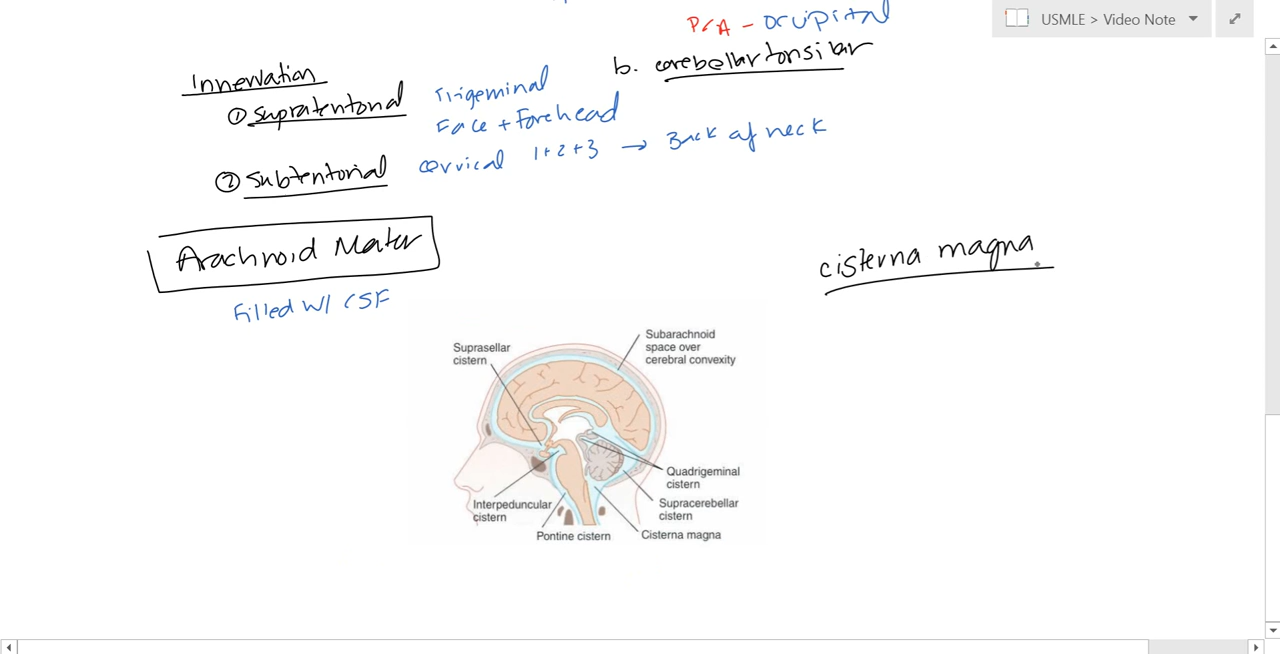 USMLE > Video Note
PCA - occipital
b. cerebellar tonsilar
Innervation
① Supratentorial
Trigeminal
Face + Forehead
② Subtentorial
cervical 1+2+3 → Back of neck
Arachnoid Mater
Filled w/ CSF
cisterna magna
Suprasellar
cistern
Subarachnoid
space over
cerebral convexity
Quadrigeminal
cistern
Interpeduncular
cistern
Supracerebellar
cistern
Pontine cistern
Cisterna magna